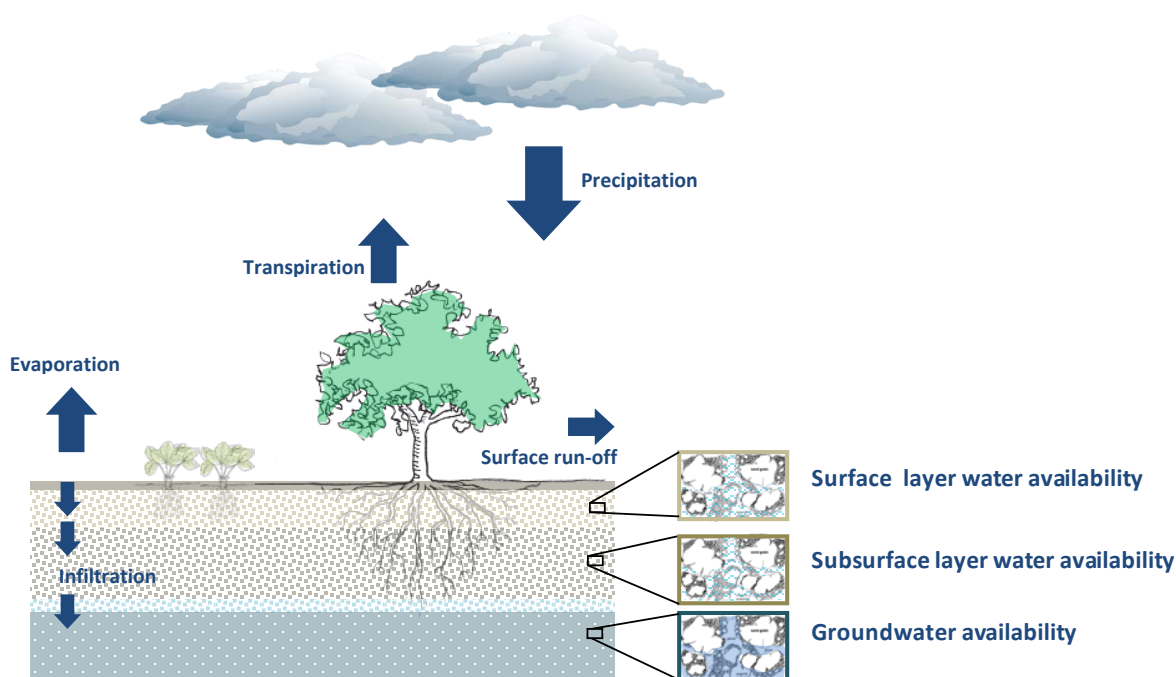 Precipitation
Transpiration
Evaporation
Surface run-off
Surface layer water availability
Subsurface layer water availability
Infiltration
Groundwater availability